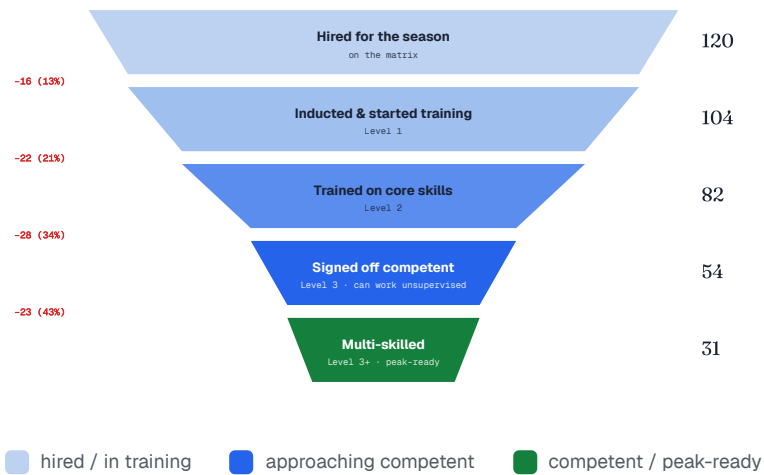 Hired for the season
on the matrix
120
-16 (13%)
Inducted & started training
Level 1
104
-22 (21%)
Trained on core skills
Level 2
82
-28 (34%)
Signed off competent
Level 3 · can work unsupervised
54
-23 (43%)
Multi-skilled
Level 3+ · peak-ready
31
hired / in training
approaching competent
competent / peak-ready